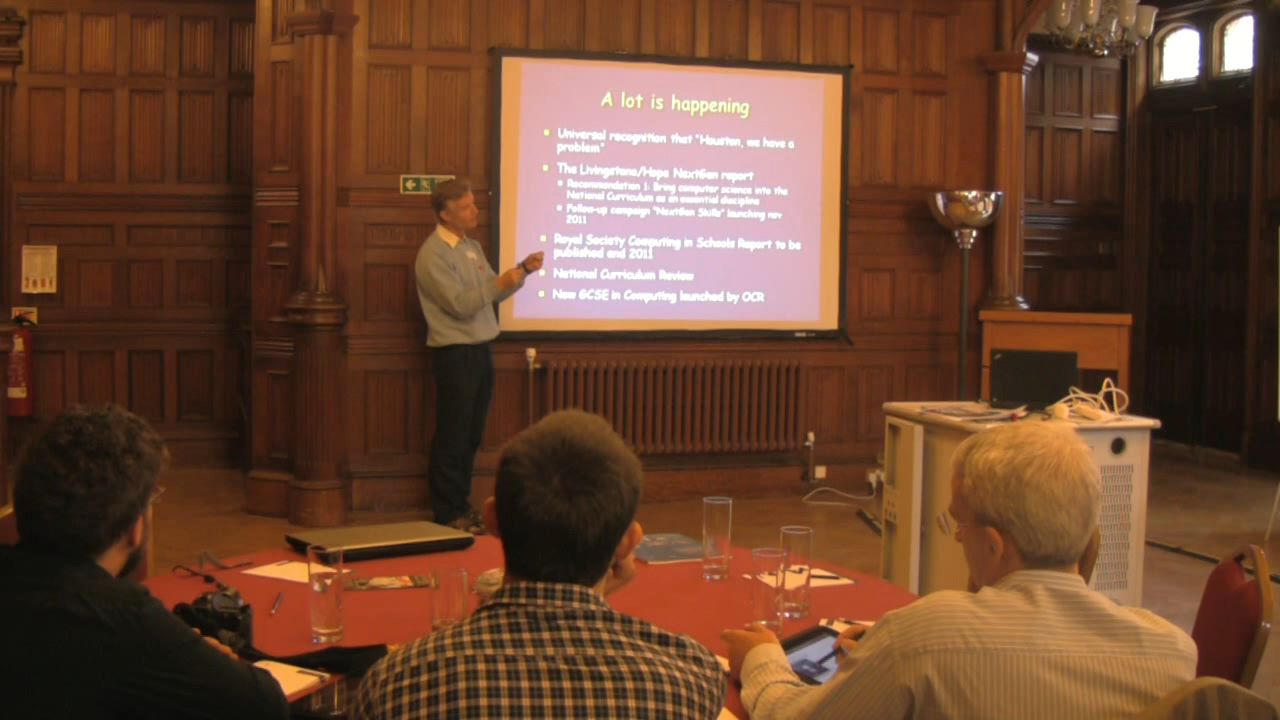 A lot is happening
Universal recognition that "Houston, we have a
problem"
The Livingstone/Hope NextGen report
Recommendation 1: Bring computer science into the
National Curriculum as an essential discipline
Follow-up campaign "NextGen Skills" launching nov
2011
Royal Society Computing in Schools Report to be
published end 2011
National Curriculum Review
New GCSE in Computing launched by OCR